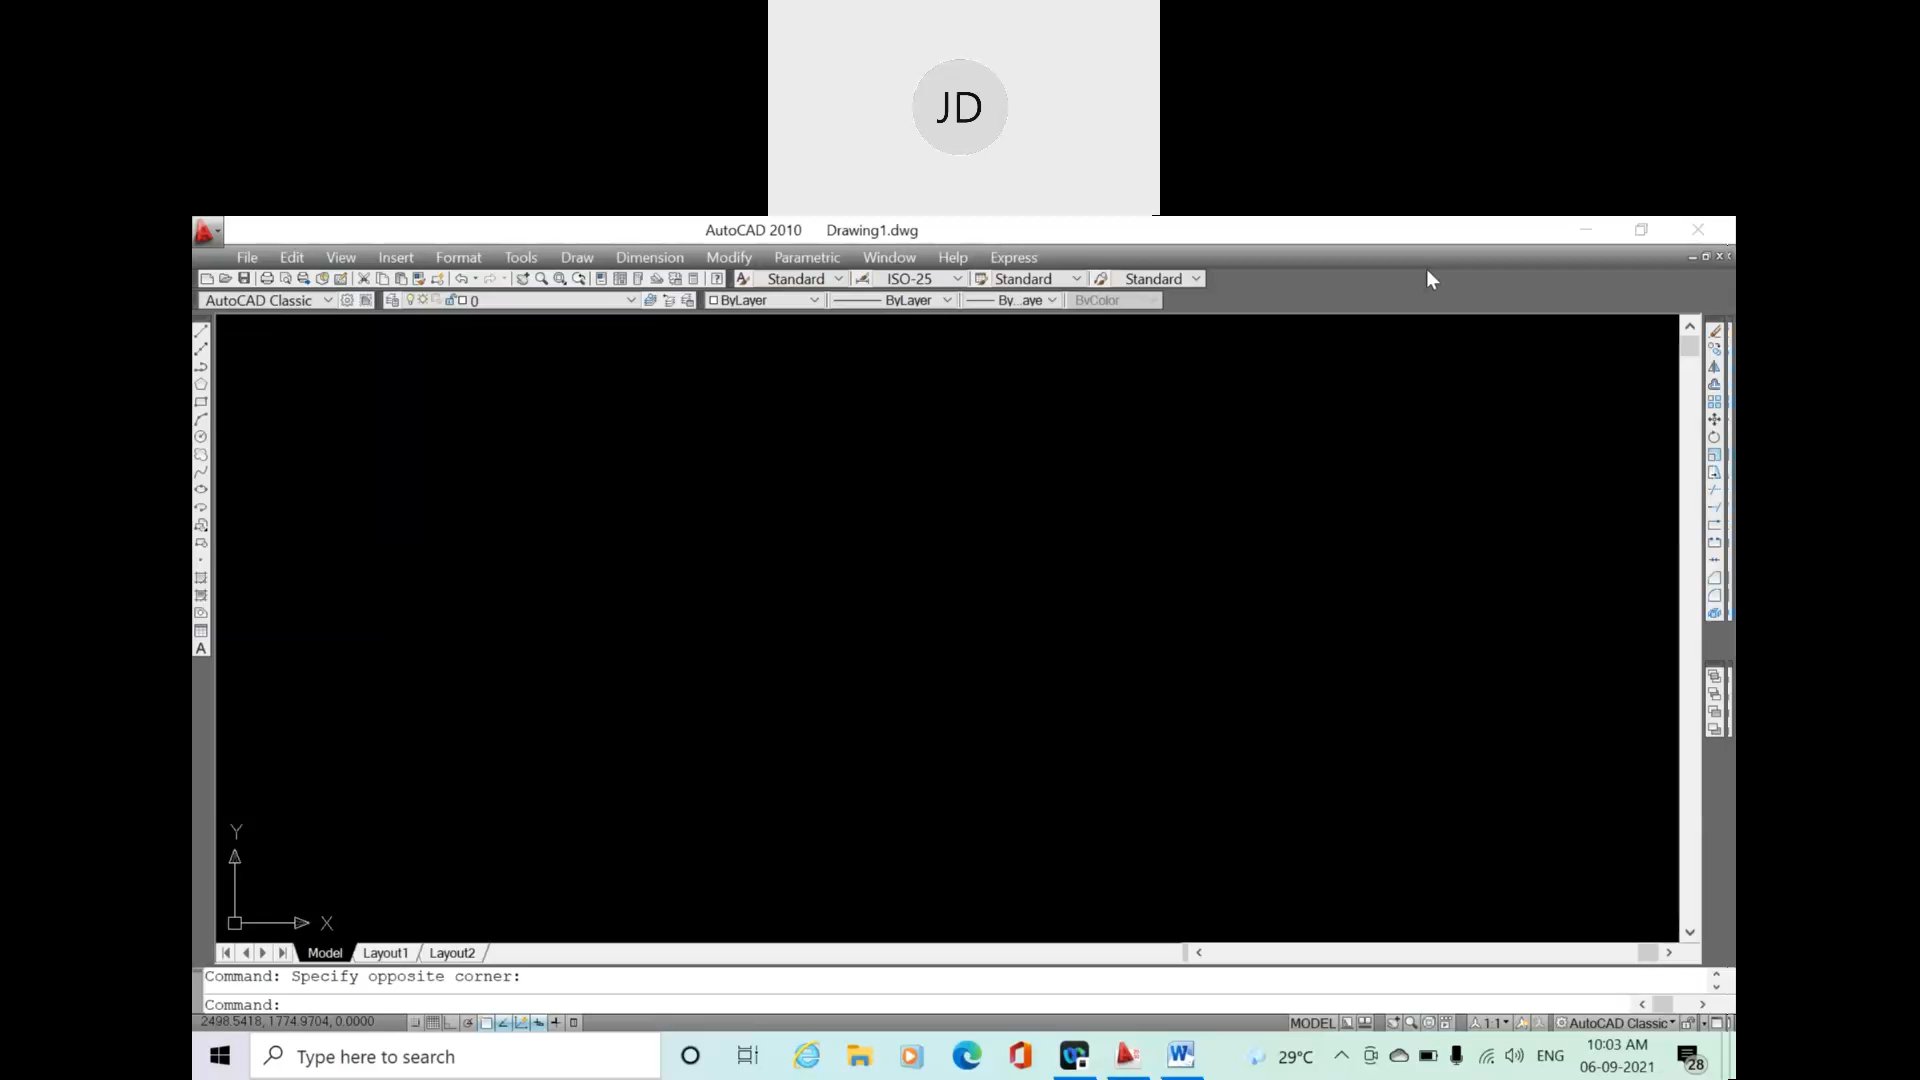 JD
AutoCAD 2010 Drawing1.dwg
File Edit View Insert Format Tools Draw Dimension Modify Parametric Window Help Express
Standard ISO-25 Standard Standard
AutoCAD Classic 0 ByLayer ByLayer By...aye ByColor
A
Y
X
Model Layout1 Layout2
Command: Specify opposite corner:
Command:
2498.5418, 1774.9704, 0.0000 MODEL 1:1 AutoCAD Classic
Type here to search 29°C ENG 10:03 AM
06-09-2021 28